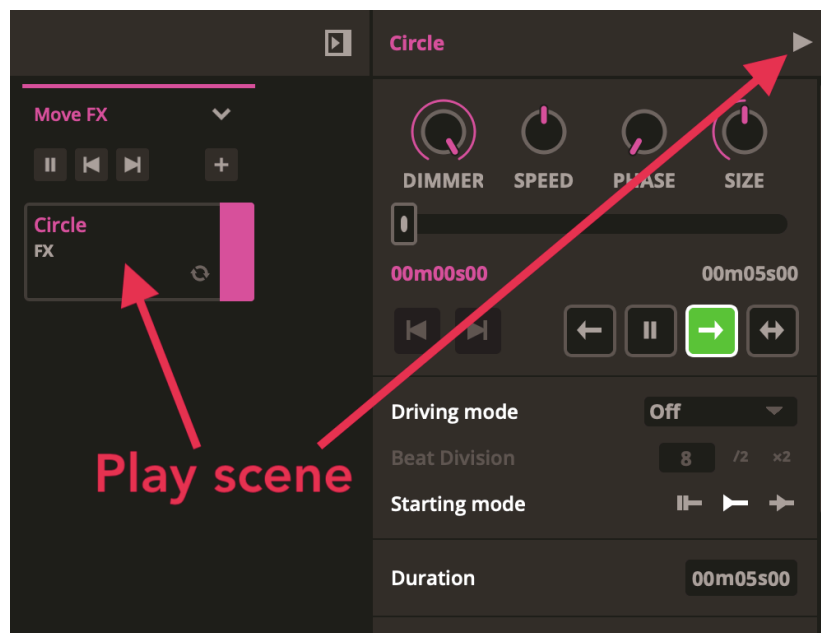 Circle
Move FX
Circle
FX
DIMMER SPEED PHASE SIZE
00m00s00 00m05s00
Play scene
Driving mode Off
Beat Division 8 /2 x2
Starting mode
Duration 00m05s00